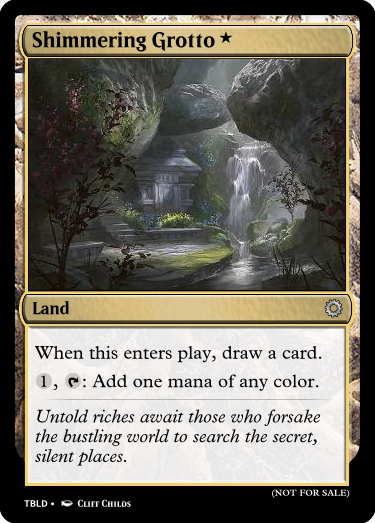 Shimmering Grotto ★
Land
When this enters play, draw a card.
1, : Add one mana of any color.
Untold riches await those who forsake
the bustling world to search the secret,
silent places.
(NOT FOR SALE)
TBLD • Cliff Childs